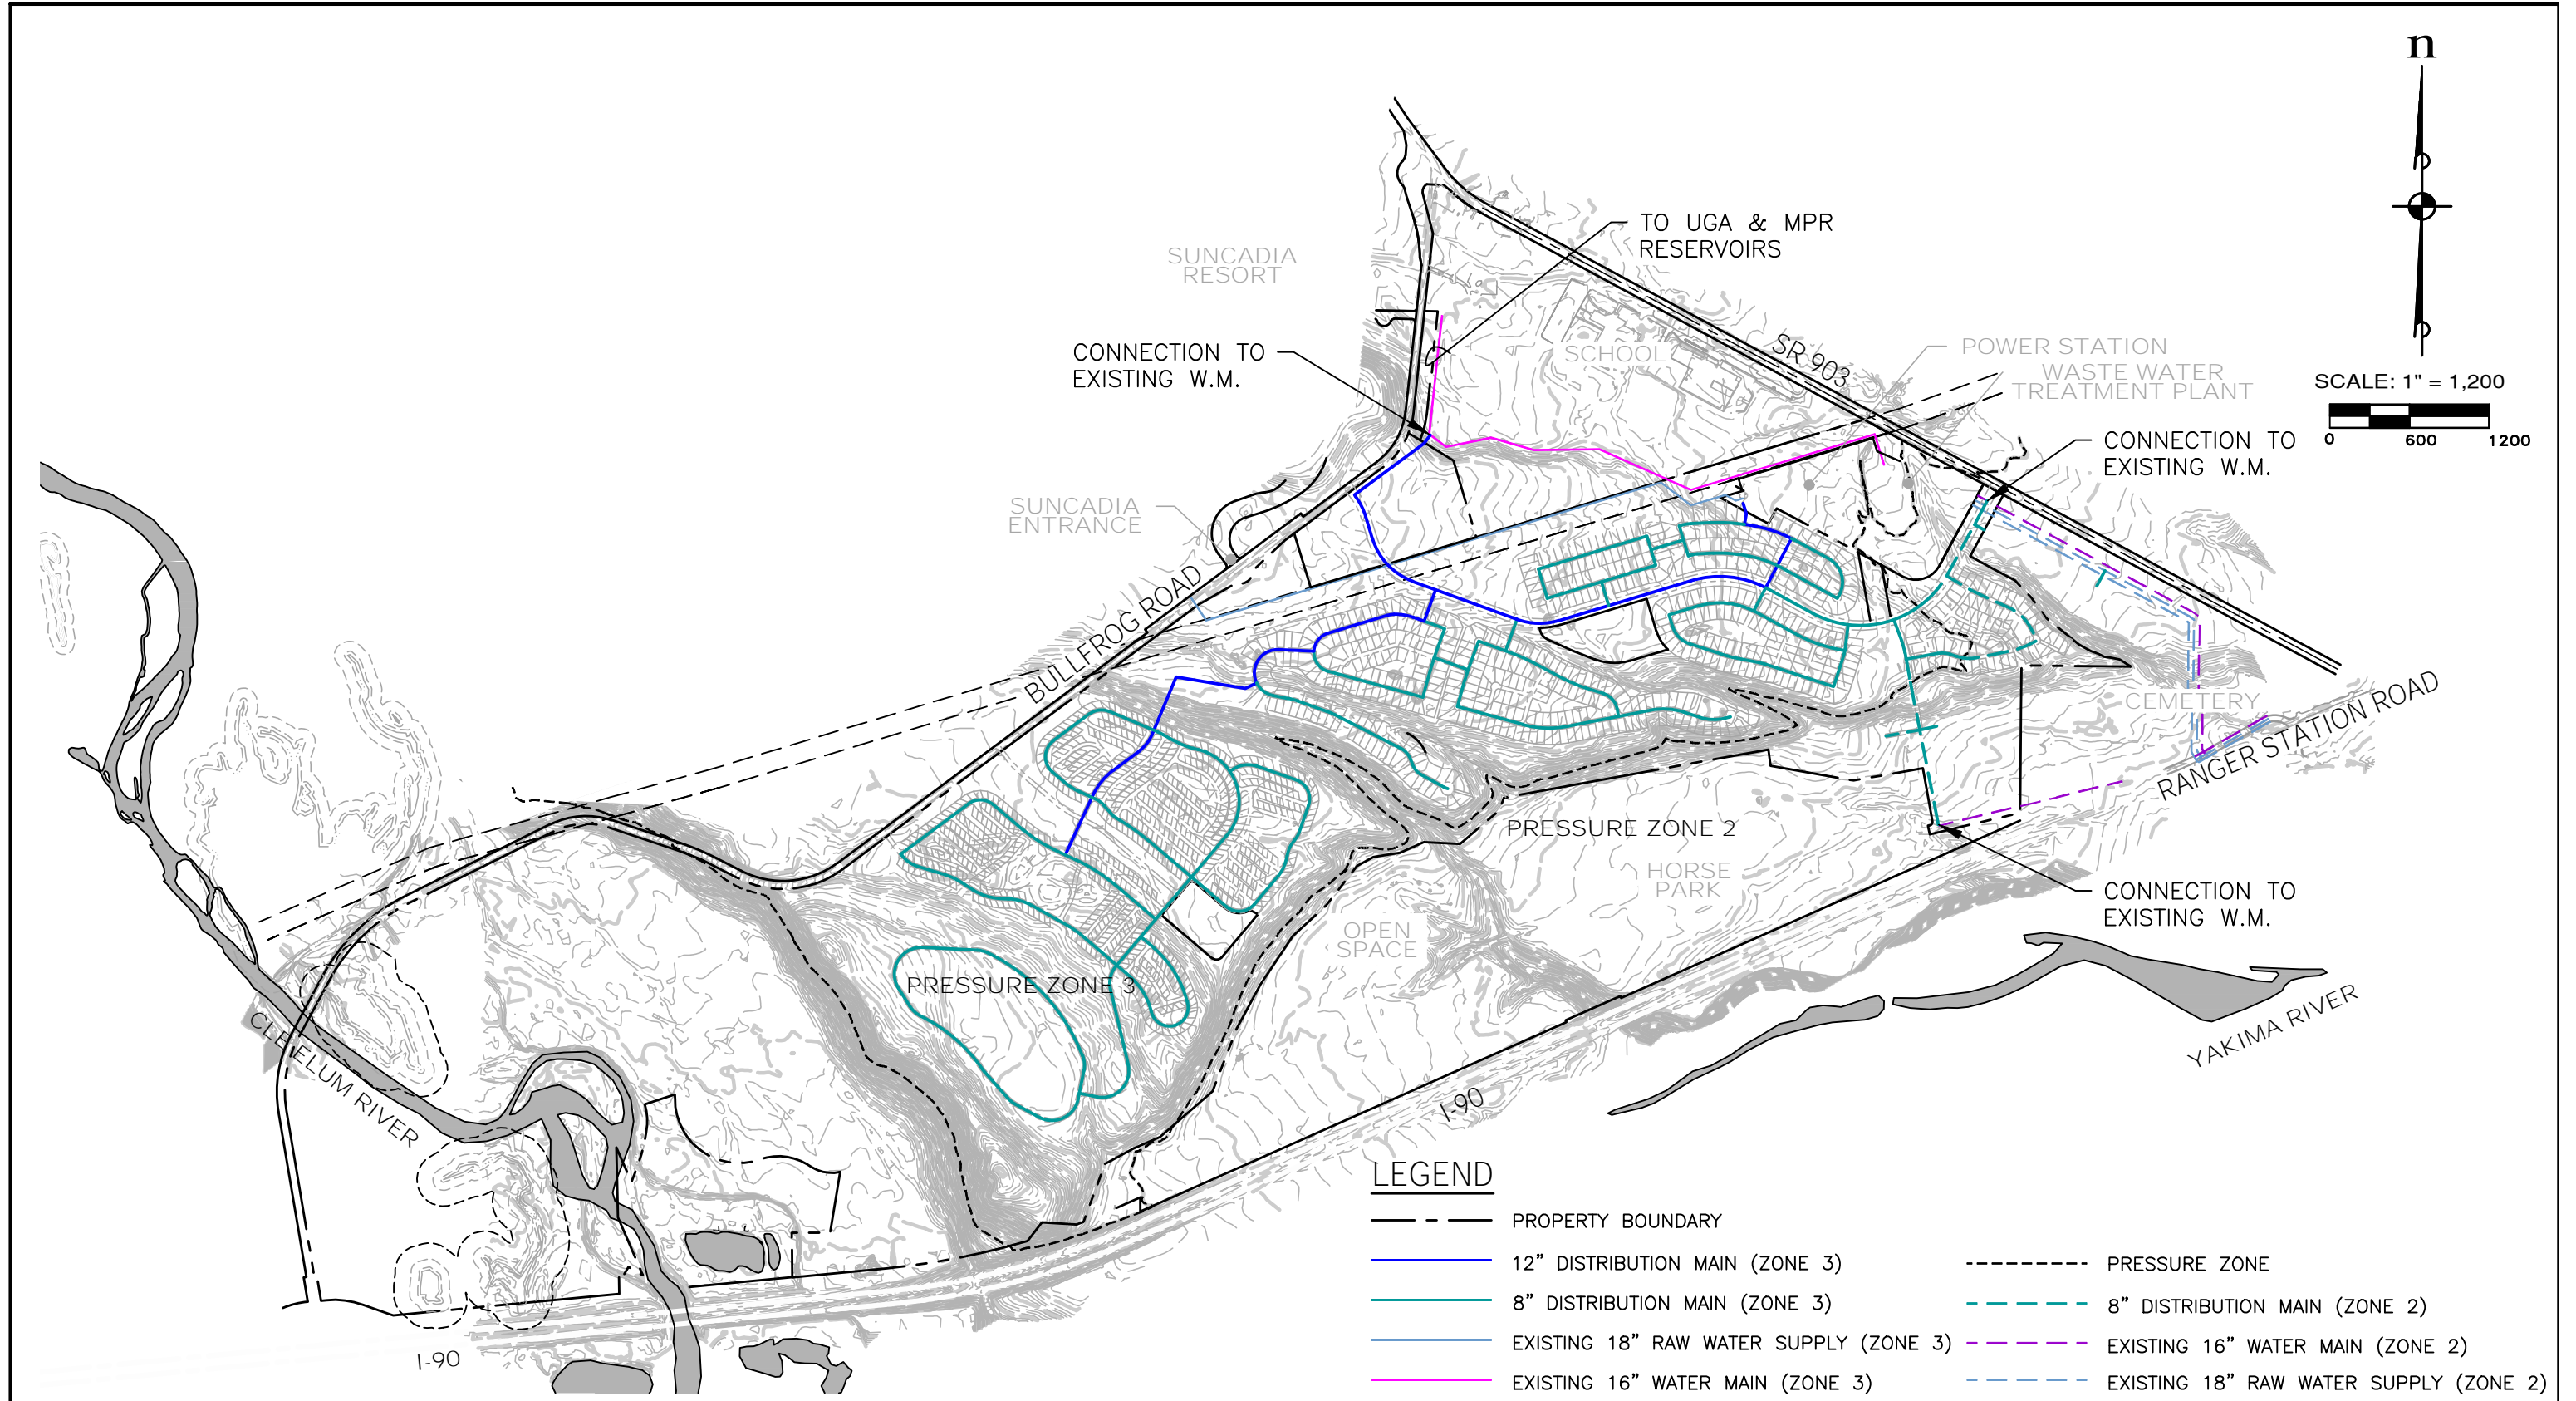 n
SCALE: 1" = 1,200
0 600 1200
TO UGA & MPR
RESERVOIRS
SUNCADIA
RESORT
CONNECTION TO
EXISTING W.M.
SCHOOL
SR-903
POWER STATION
WASTE WATER
TREATMENT PLANT
CONNECTION TO
EXISTING W.M.
SUNCADIA
ENTRANCE
BULLFROG ROAD
CEMETERY
RANGER STATION ROAD
PRESSURE ZONE 2
HORSE
PARK
CONNECTION TO
EXISTING W.M.
OPEN
SPACE
PRESSURE ZONE 3
CLE ELUM RIVER
YAKIMA RIVER
I-90
I-90
LEGEND
PROPERTY BOUNDARY
12” DISTRIBUTION MAIN (ZONE 3)
8” DISTRIBUTION MAIN (ZONE 3)
EXISTING 18” RAW WATER SUPPLY (ZONE 3)
EXISTING 16” WATER MAIN (ZONE 3)
PRESSURE ZONE
8” DISTRIBUTION MAIN (ZONE 2)
EXISTING 16” WATER MAIN (ZONE 2)
EXISTING 18” RAW WATER SUPPLY (ZONE 2)